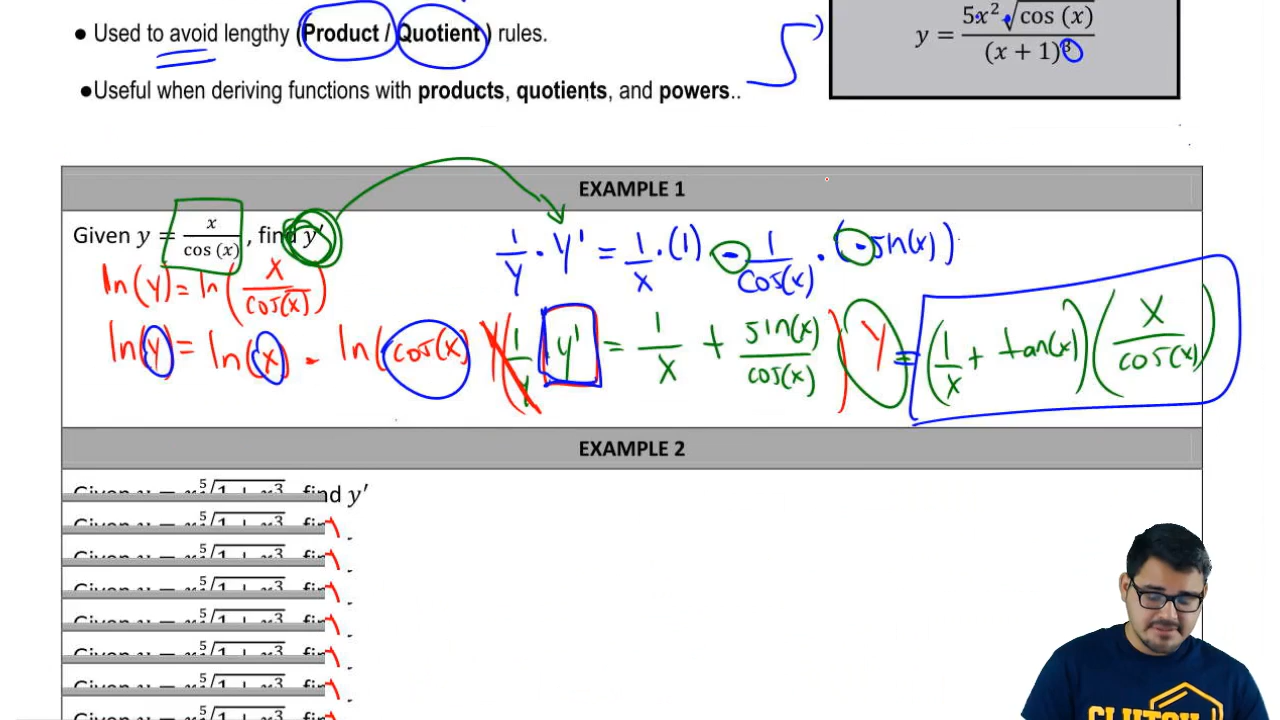 ● Used to avoid lengthy (Product / Quotient) rules.
y = 5x² √cos (x) / (x + 1)³
●Useful when deriving functions with products, quotients, and powers..
EXAMPLE 1
Given y = x / cos (x), find y′
1/y · y' = 1/x · (1) - 1/cos(x) · (-sin(x))
ln(y) = ln(x/cos(x))
ln(y) = ln(x) - ln(cos(x))
y(1/y y' = 1/x + sin(x)/cos(x)) y = (1/x + tan(x))(x/cos(x))
EXAMPLE 2
find y′
CLUTCH